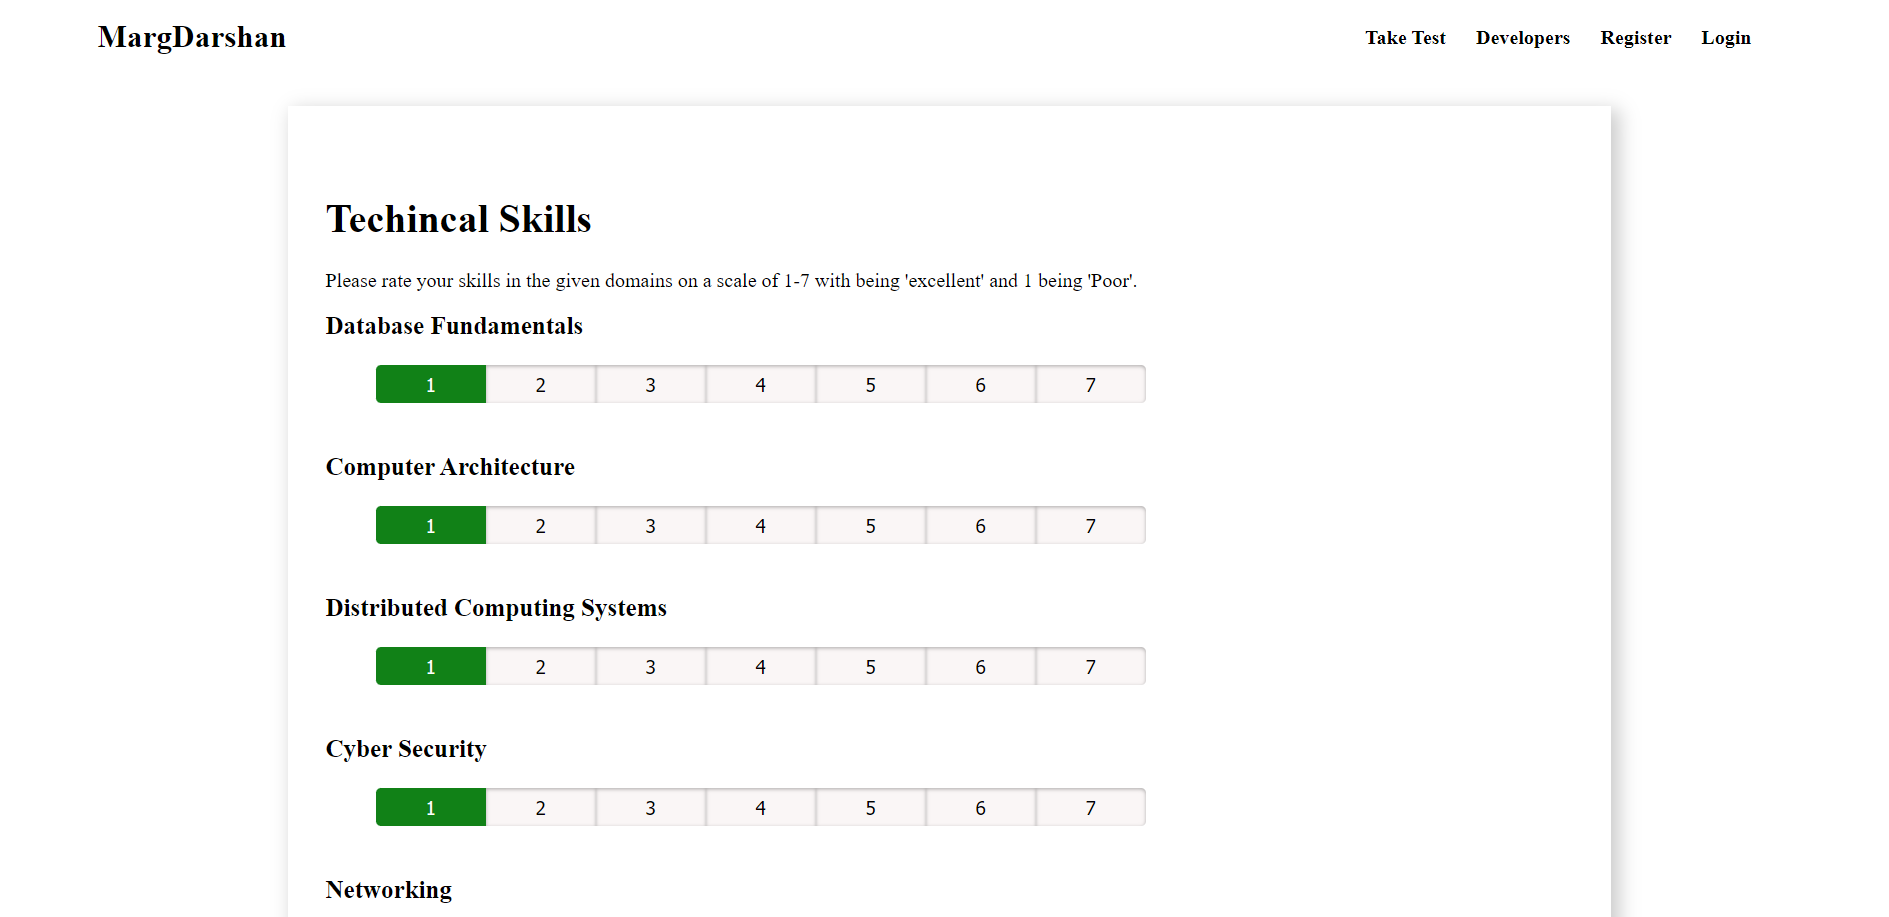 MargDarshan
Take Test Developers Register Login
Techincal Skills
Please rate your skills in the given domains on a scale of 1-7 with being 'excellent' and 1 being 'Poor'.
Database Fundamentals
1 2 3 4 5 6 7
Computer Architecture
1 2 3 4 5 6 7
Distributed Computing Systems
1 2 3 4 5 6 7
Cyber Security
1 2 3 4 5 6 7
Networking